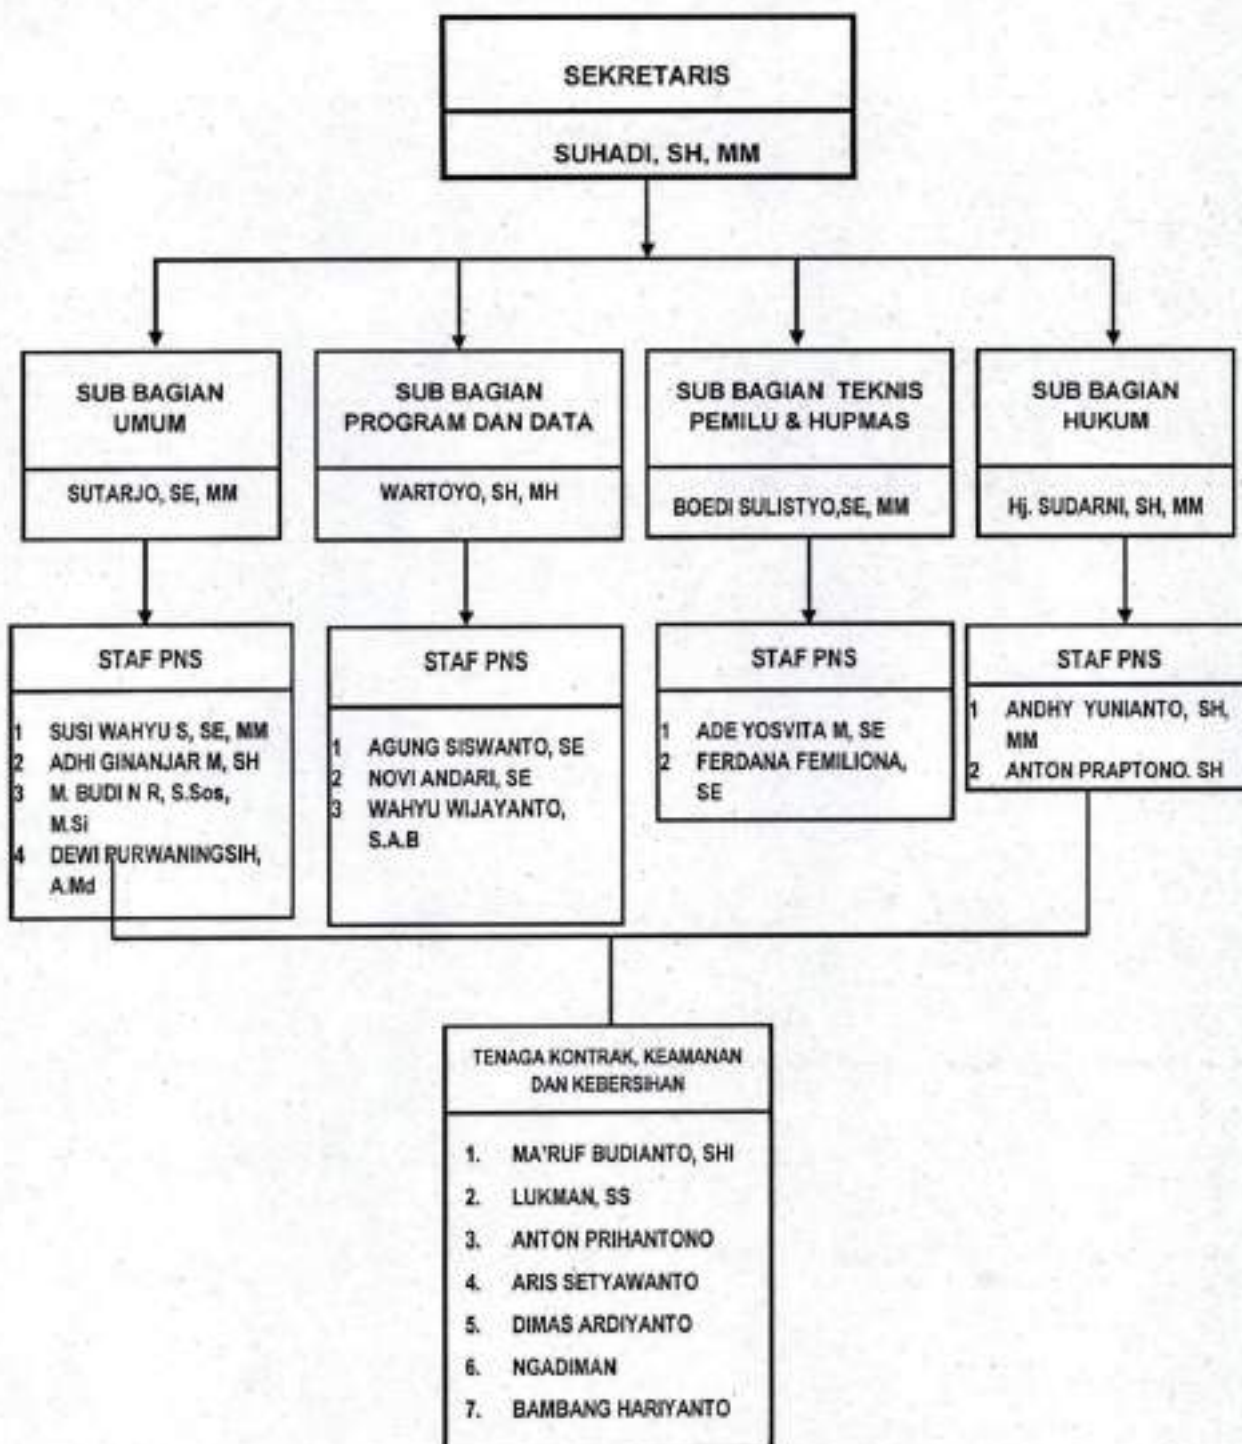 SEKRETARIS
SUHADI, SH, MM
SUB BAGIAN
UMUM
SUTARJO, SE, MM
SUB BAGIAN
PROGRAM DAN DATA
WARTOYO, SH, MH
SUB BAGIAN TEKNIS
PEMILU & HUPMAS
BOEDI SULISTYO,SE, MM
SUB BAGIAN
HUKUM
Hj. SUDARNI, SH, MM
STAF PNS
1 SUSI WAHYU S, SE, MM
2 ADHI GINANJAR M, SH
3 M. BUDI N R, S.Sos,
M.Si
4 DEWI PURWANINGSIH,
A.Md
STAF PNS
1 AGUNG SISWANTO, SE
2 NOVI ANDARI, SE
3 WAHYU WIJAYANTO,
S.A.B
STAF PNS
1 ADE YOSVITA M, SE
2 FERDANA FEMILIONA,
SE
STAF PNS
1 ANDHY YUNIANTO, SH,
MM
2 ANTON PRAPTONO. SH
TENAGA KONTRAK, KEAMANAN
DAN KEBERSIHAN
1. MA'RUF BUDIANTO, SHI
2. LUKMAN, SS
3. ANTON PRIHANTONO
4. ARIS SETYAWANTO
5. DIMAS ARDIYANTO
6. NGADIMAN
7. BAMBANG HARIYANTO